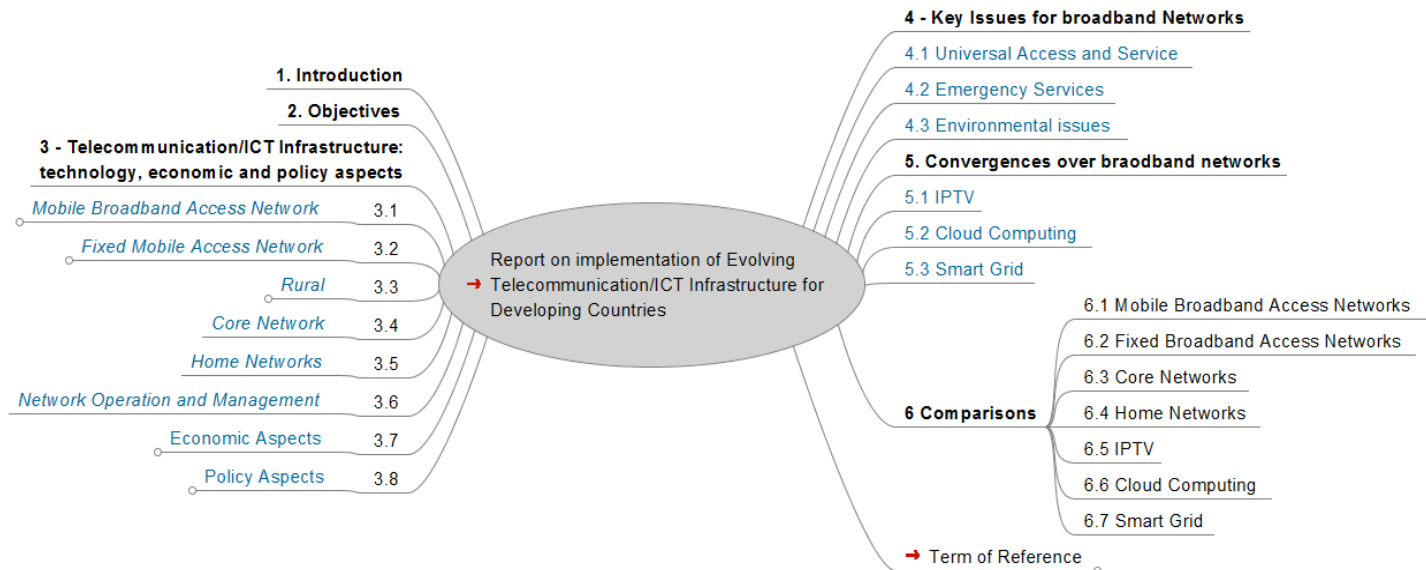 1. Introduction
2. Objectives
3 - Telecommunication/ICT Infrastructure:
technology, economic and policy aspects
Mobile Broadband Access Network 3.1
Fixed Mobile Access Network 3.2
Rural 3.3
Core Network 3.4
Home Networks 3.5
Network Operation and Management 3.6
Economic Aspects 3.7
Policy Aspects 3.8
Report on implementation of Evolving
Telecommunication/ICT Infrastructure for
Developing Countries
4 - Key Issues for broadband Networks
4.1 Universal Access and Service
4.2 Emergency Services
4.3 Environmental issues
5. Convergences over braodband networks
5.1 IPTV
5.2 Cloud Computing
5.3 Smart Grid
6 Comparisons
6.1 Mobile Broadband Access Networks
6.2 Fixed Broadband Access Networks
6.3 Core Networks
6.4 Home Networks
6.5 IPTV
6.6 Cloud Computing
6.7 Smart Grid
Term of Reference